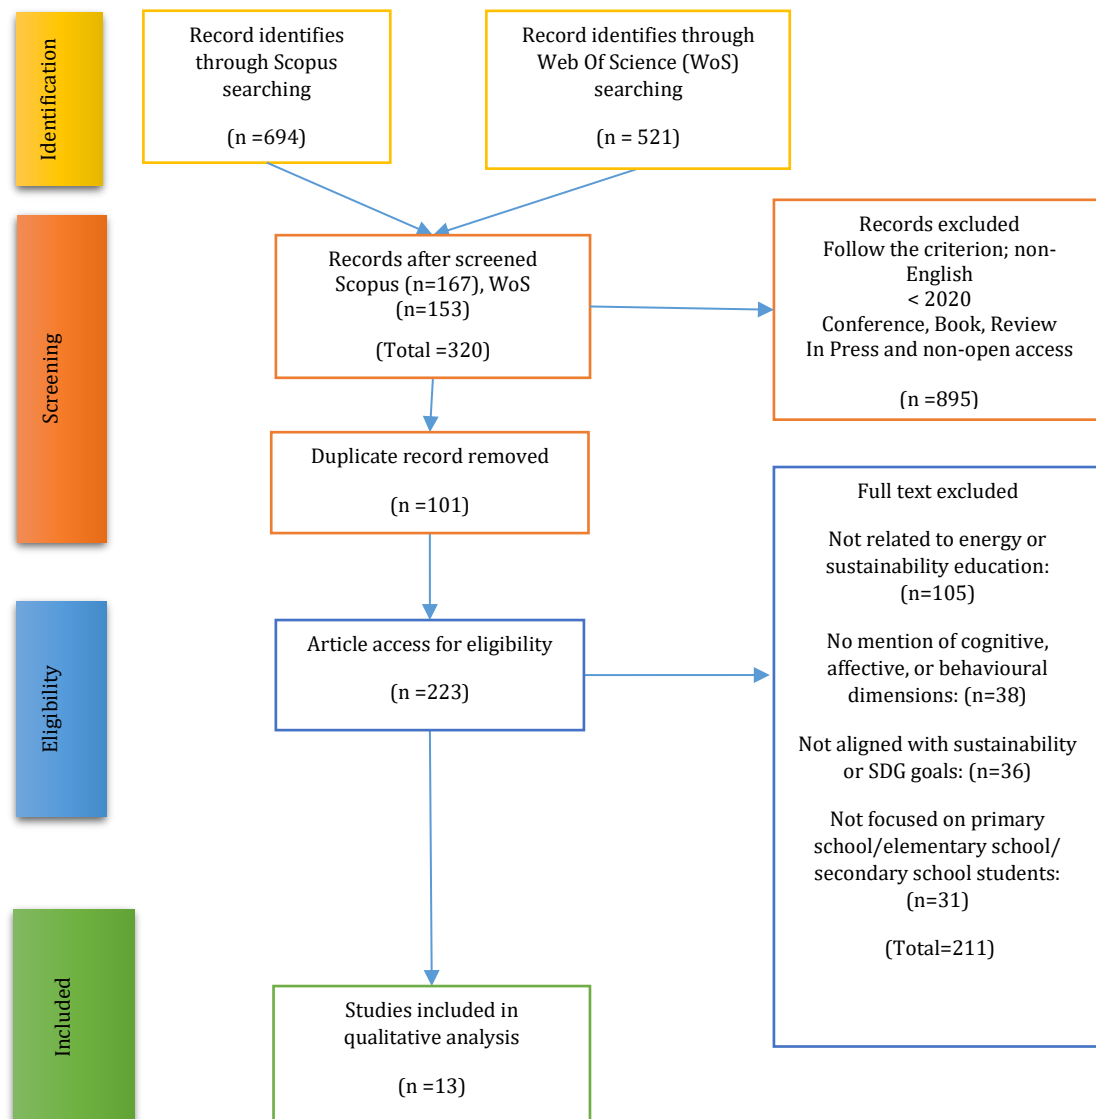 Identification
Record identifies
through Scopus
searching
(n =694)
Record identifies through
Web Of Science (WoS)
searching
(n = 521)
Screening
Records after screened
Scopus (n=167), WoS
(n=153)
(Total =320)
Records excluded
Follow the criterion; non-
English
< 2020
Conference, Book, Review
In Press and non-open access
(n =895)
Duplicate record removed
(n =101)
Eligibility
Article access for eligibility
(n =223)
Full text excluded
Not related to energy or
sustainability education:
(n=105)
No mention of cognitive,
affective, or behavioural
dimensions: (n=38)
Not aligned with sustainability
or SDG goals: (n=36)
Not focused on primary
school/elementary school/
secondary school students:
(n=31)
(Total=211)
Included
Studies included in
qualitative analysis
(n =13)